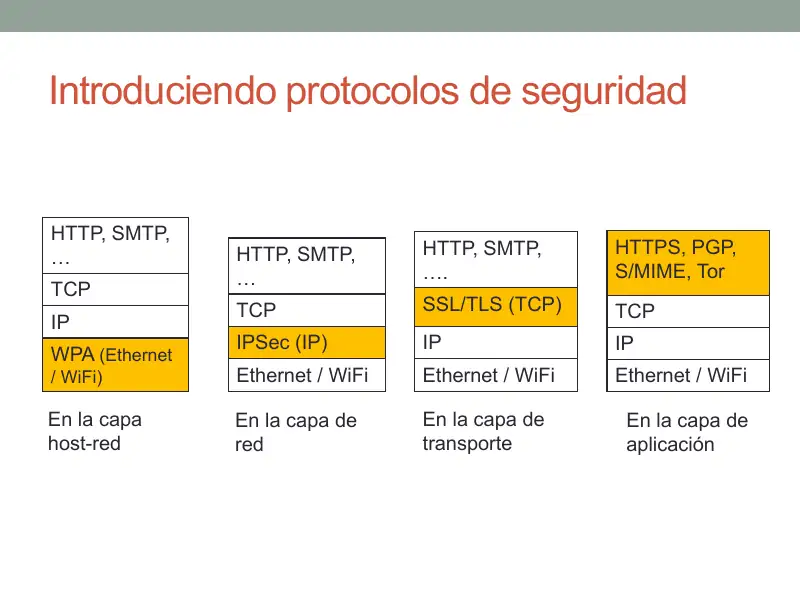 Introduciendo protocolos de seguridad
HTTP, SMTP,
…
TCP
IP
WPA (Ethernet
/ WiFi)
En la capa
host-red
HTTP, SMTP,
…
TCP
IPSec (IP)
Ethernet / WiFi
En la capa de
red
HTTP, SMTP,
….
SSL/TLS (TCP)
IP
Ethernet / WiFi
En la capa de
transporte
HTTPS, PGP,
S/MIME, Tor
TCP
IP
Ethernet / WiFi
En la capa de
aplicación